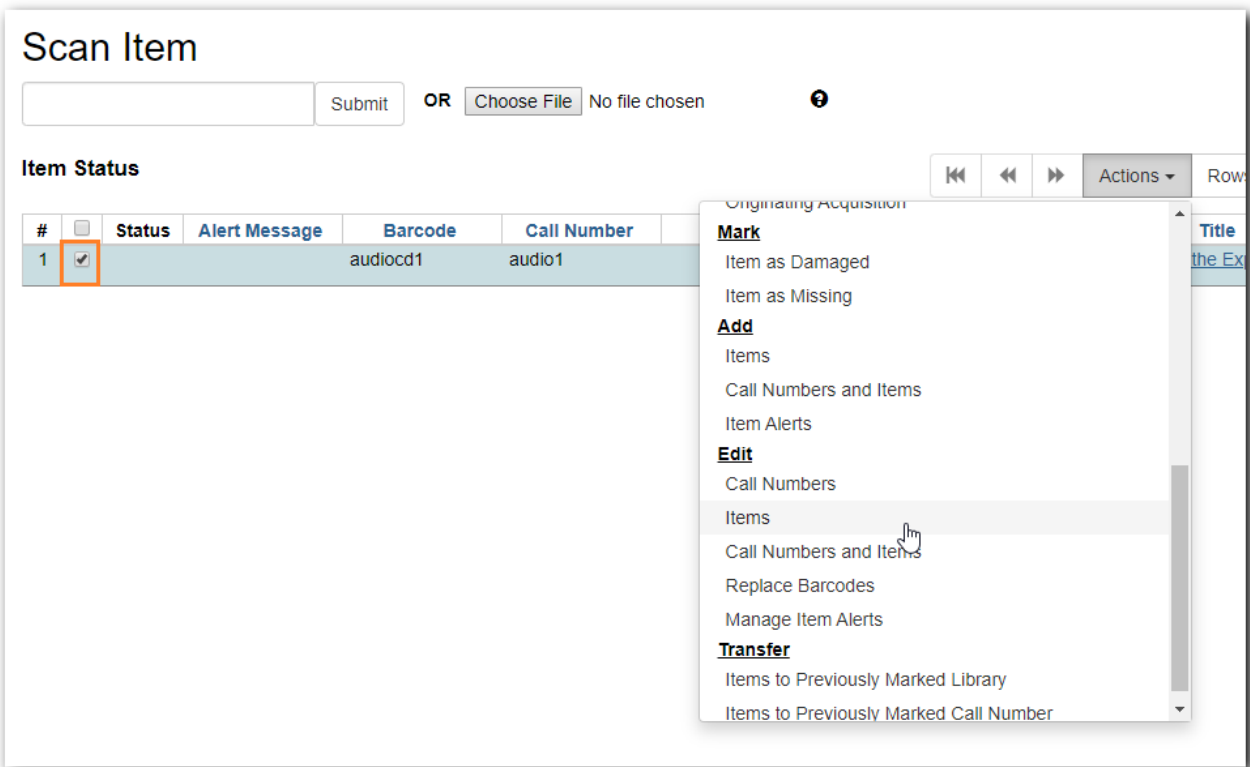 Scan Item
Submit OR Choose File No file chosen
Item Status
Actions Rows
# Status Alert Message Barcode Call Number Title
1 audiocd1 audio1 the Ex
Originating Acquisition
Mark
Item as Damaged
Item as Missing
Add
Items
Call Numbers and Items
Item Alerts
Edit
Call Numbers
Items
Call Numbers and Items
Replace Barcodes
Manage Item Alerts
Transfer
Items to Previously Marked Library
Items to Previously Marked Call Number